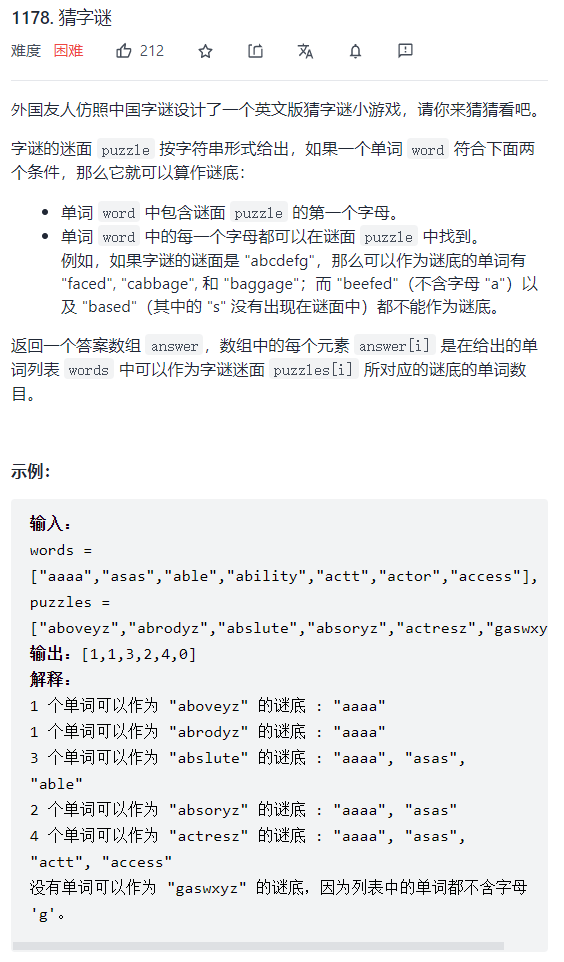 1178. 猜字谜
难度 困难 212
外国友人仿照中国字谜设计了一个英文版猜字谜小游戏，请你来猜猜看吧。
字谜的迷面 puzzle 按字符串形式给出，如果一个单词 word 符合下面两
个条件，那么它就可以算作谜底：
• 单词 word 中包含谜面 puzzle 的第一个字母。
• 单词 word 中的每一个字母都可以在谜面 puzzle 中找到。
例如，如果字谜的谜面是 "abcdefg"，那么可以作为谜底的单词有
"faced", "cabbage", 和 "baggage"；而 "beefed"（不含字母 "a"）以
及 "based"（其中的 "s" 没有出现在谜面中）都不能作为谜底。
返回一个答案数组 answer，数组中的每个元素 answer[i] 是在给出的单
词列表 words 中可以作为字谜迷面 puzzles[i] 所对应的谜底的单词数
目。
示例：
输入：
words =
["aaaa","asas","able","ability","actt","actor","access"],
puzzles =
["aboveyz","abrodyz","abslute","absoryz","actresz","gaswxy
输出：[1,1,3,2,4,0]
解释：
1 个单词可以作为 "aboveyz" 的谜底 : "aaaa"
1 个单词可以作为 "abrodyz" 的谜底 : "aaaa"
3 个单词可以作为 "abslute" 的谜底 : "aaaa", "asas",
"able"
2 个单词可以作为 "absoryz" 的谜底 : "aaaa", "asas"
4 个单词可以作为 "actresz" 的谜底 : "aaaa", "asas",
"actt", "access"
没有单词可以作为 "gaswxyz" 的谜底，因为列表中的单词都不含字母
'g'。